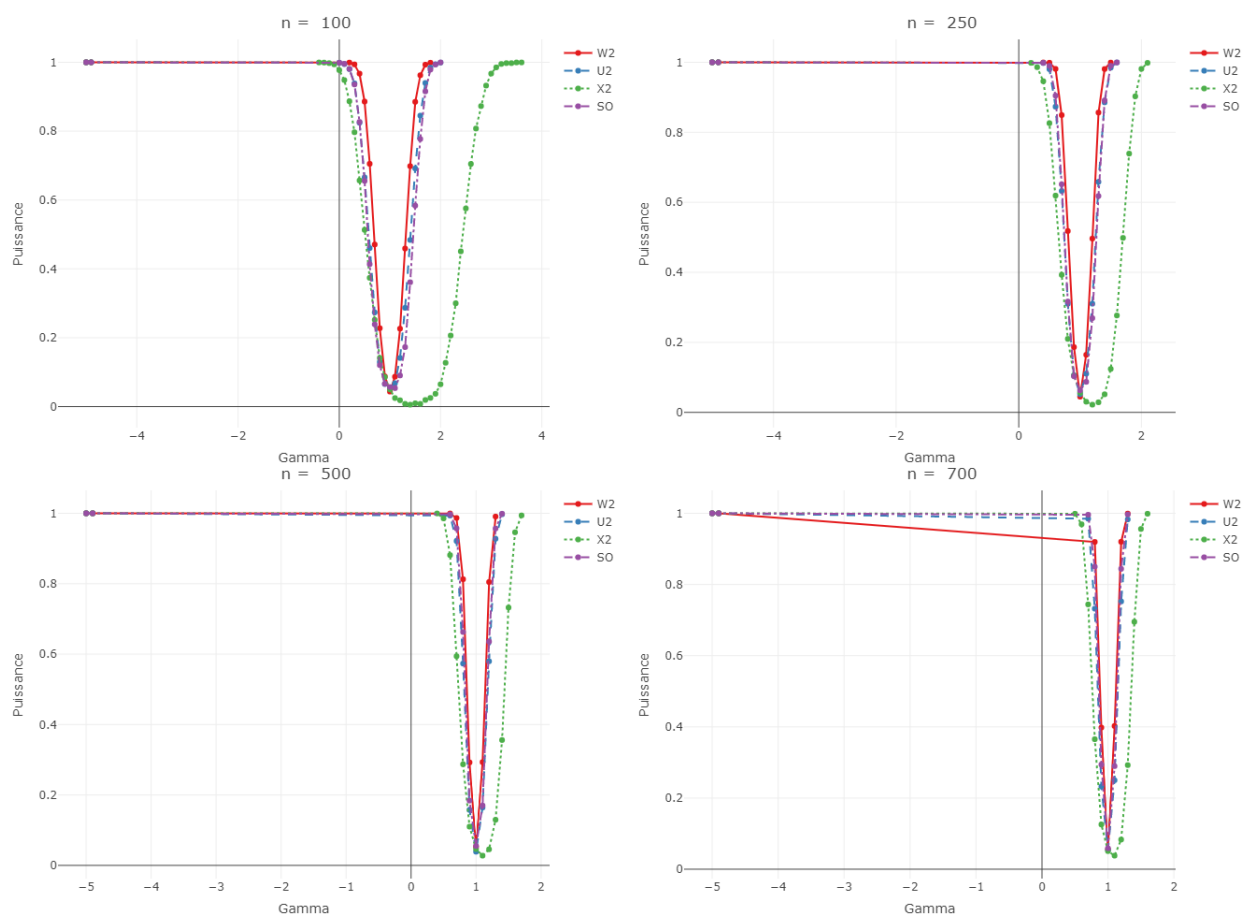 n = 100
1
0.8
0.6
0.4
0.2
0
Puissance
−4
−2
0
2
4
Gamma
W2
U2
X2
SO
n = 250
1
0.8
0.6
0.4
0.2
0
Puissance
−4
−2
0
2
Gamma
W2
U2
X2
SO
n = 500
1
0.8
0.6
0.4
0.2
0
Puissance
−5
−4
−3
−2
−1
0
1
2
Gamma
W2
U2
X2
SO
n = 700
1
0.8
0.6
0.4
0.2
0
Puissance
−5
−4
−3
−2
−1
0
1
2
Gamma
W2
U2
X2
SO